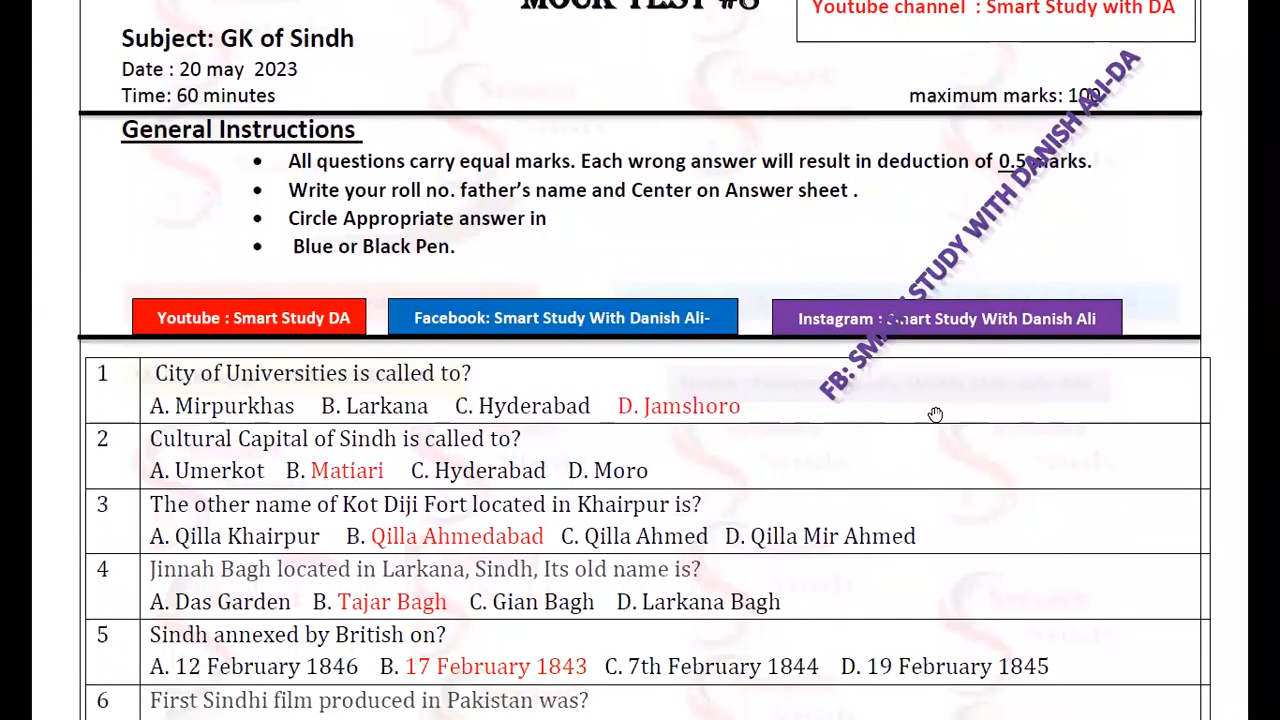 MOCK TEST #8
Youtube channel : Smart Study with DA
Subject: GK of Sindh
Date : 20 may 2023
Time: 60 minutes
maximum marks: 100
General Instructions
• All questions carry equal marks. Each wrong answer will result in deduction of 0.5 marks.
• Write your roll no. father's name and Center on Answer sheet .
• Circle Appropriate answer in
• Blue or Black Pen.
FB: SMART STUDY WITH DANISH ALI-DA
Youtube : Smart Study DA
Facebook: Smart Study With Danish Ali-
Instagram : Smart Study With Danish Ali
1 City of Universities is called to?
A. Mirpurkhas B. Larkana C. Hyderabad D. Jamshoro
2 Cultural Capital of Sindh is called to?
A. Umerkot B. Matiari C. Hyderabad D. Moro
3 The other name of Kot Diji Fort located in Khairpur is?
A. Qilla Khairpur B. Qilla Ahmedabad C. Qilla Ahmed D. Qilla Mir Ahmed
4 Jinnah Bagh located in Larkana, Sindh, Its old name is?
A. Das Garden B. Tajar Bagh C. Gian Bagh D. Larkana Bagh
5 Sindh annexed by British on?
A. 12 February 1846 B. 17 February 1843 C. 7th February 1844 D. 19 February 1845
6 First Sindhi film produced in Pakistan was?